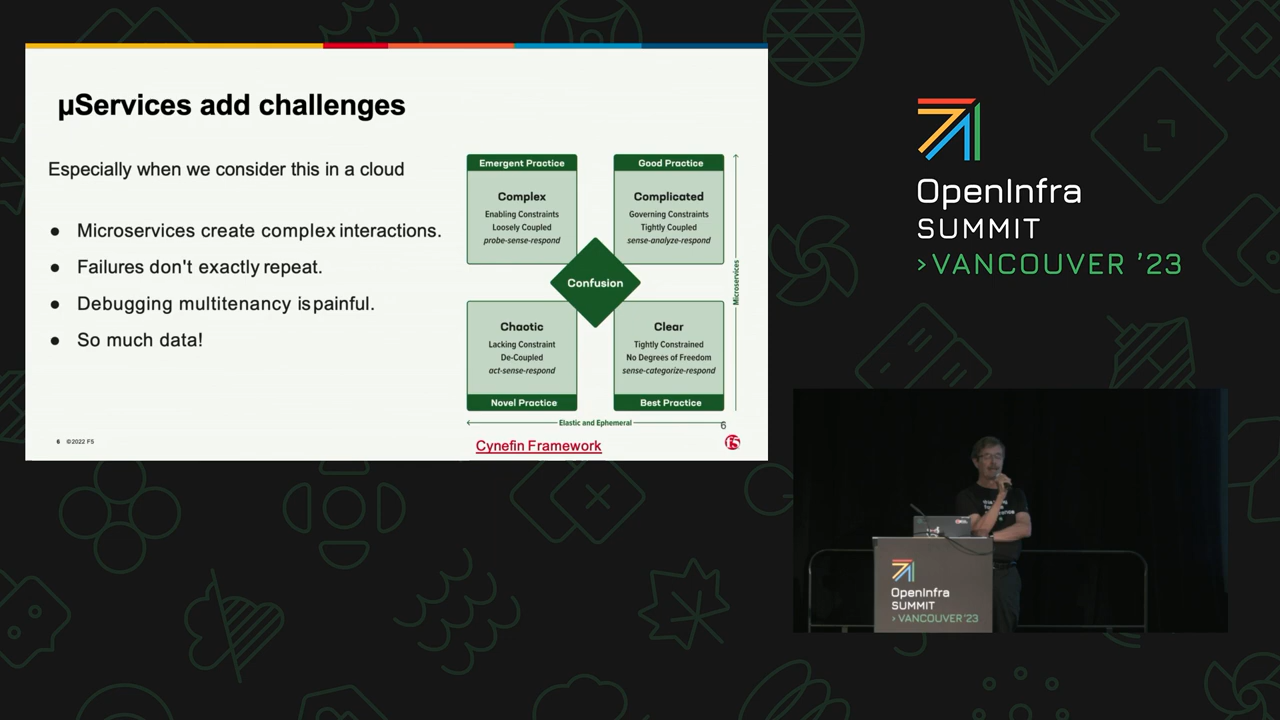 µServices add challenges
Especially when we consider this in a cloud
● Microservices create complex interactions.
● Failures don't exactly repeat.
● Debugging multitenancy is painful.
● So much data!
Emergent Practice
Complex
Enabling Constraints
Loosely Coupled
probe-sense-respond
Good Practice
Complicated
Governing Constraints
Tightly Coupled
sense-analyze-respond
Confusion
Chaotic
Lacking Constraint
De-Coupled
act-sense-respond
Novel Practice
Clear
Tightly Constrained
No Degrees of Freedom
sense-categorize-respond
Best Practice
Microservices
Elastic and Ephemeral
6
Cynefin Framework
6 ©2022 F5
f5
OpenInfra
SUMMIT
>VANCOUVER '23
OpenInfra
SUMMIT
>VANCOUVER '23